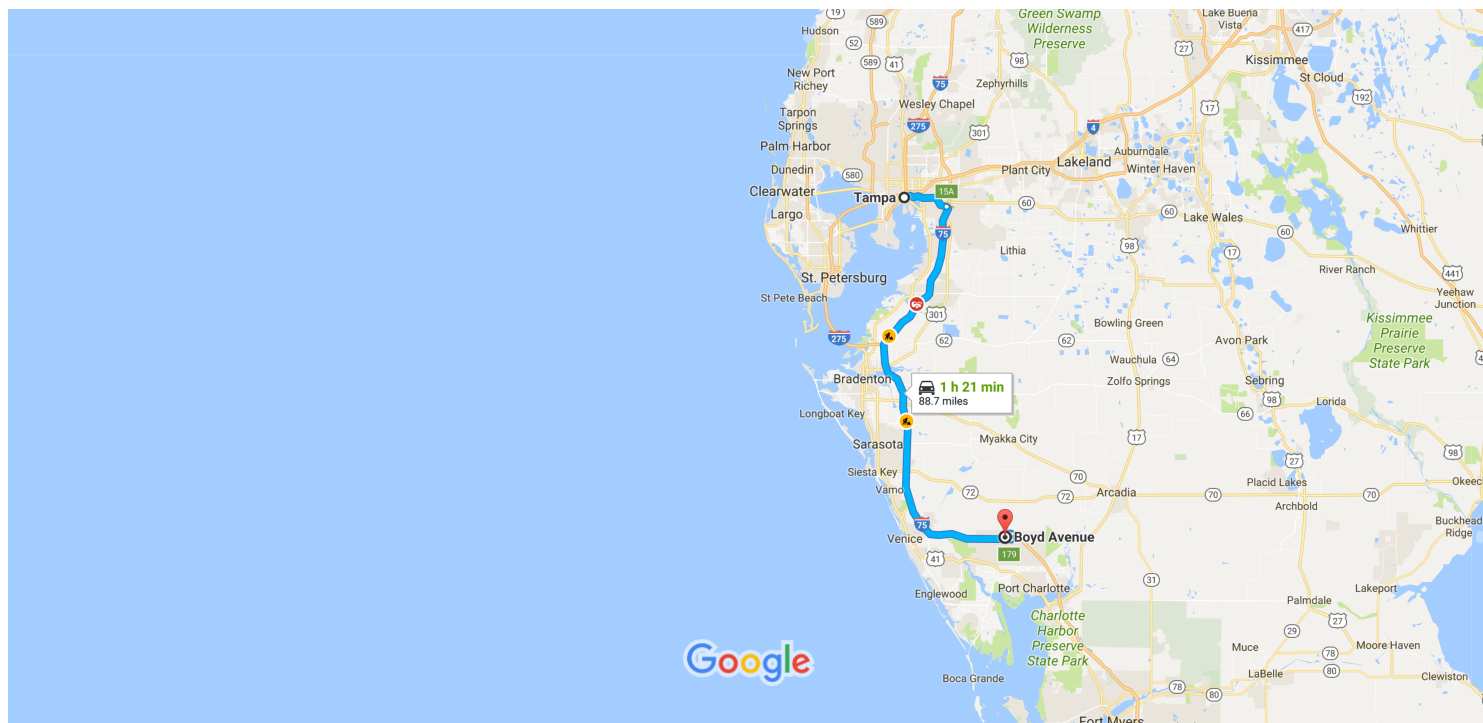 19
589
Hudson
52
589
41
New Port
Richey
Tarpon
Springs
Palm Harbor
Dunedin
580
Clearwater
Largo
Green Swamp
Wilderness
Preserve
98
Zephyrhills
75
Wesley Chapel
275
301
Lake Buena
Vista
27
417
Kissimmee
St Cloud
192
17
4
Auburndale
Lakeland
Winter Haven
Plant City
Tampa
15A
60
60
Lake Wales
60
Whittier
75
Lithia
98
17
River Ranch
441
Yeehaw
Junction
St. Petersburg
St Pete Beach
301
275
62
62
Bowling Green
Wauchula
64
Zolfo Springs
Avon Park
Sebring
98
66
Lorida
Kissimmee
Prairie
Preserve
State Park
Bradenton
1 h 21 min
88.7 miles
Longboat Key
Sarasota
Myakka City
17
Siesta Key
Vamo
70
72
72
Arcadia
70
27
Placid Lakes
70
98
Okeec
Archbold
Buckhead
Ridge
75
Venice
41
Boyd Avenue
179
Englewood
Port Charlotte
31
Charlotte
Harbor
Preserve
State Park
Lakeport
Palmdale
27
29
Muce
78
Moore Haven
80
LaBelle
Clewiston
78
80
Boca Grande
Fort Myers
Google